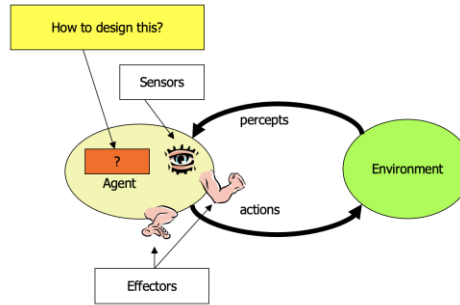 How to design this?
Sensors
percepts
?
Agent
Environment
actions
Effectors